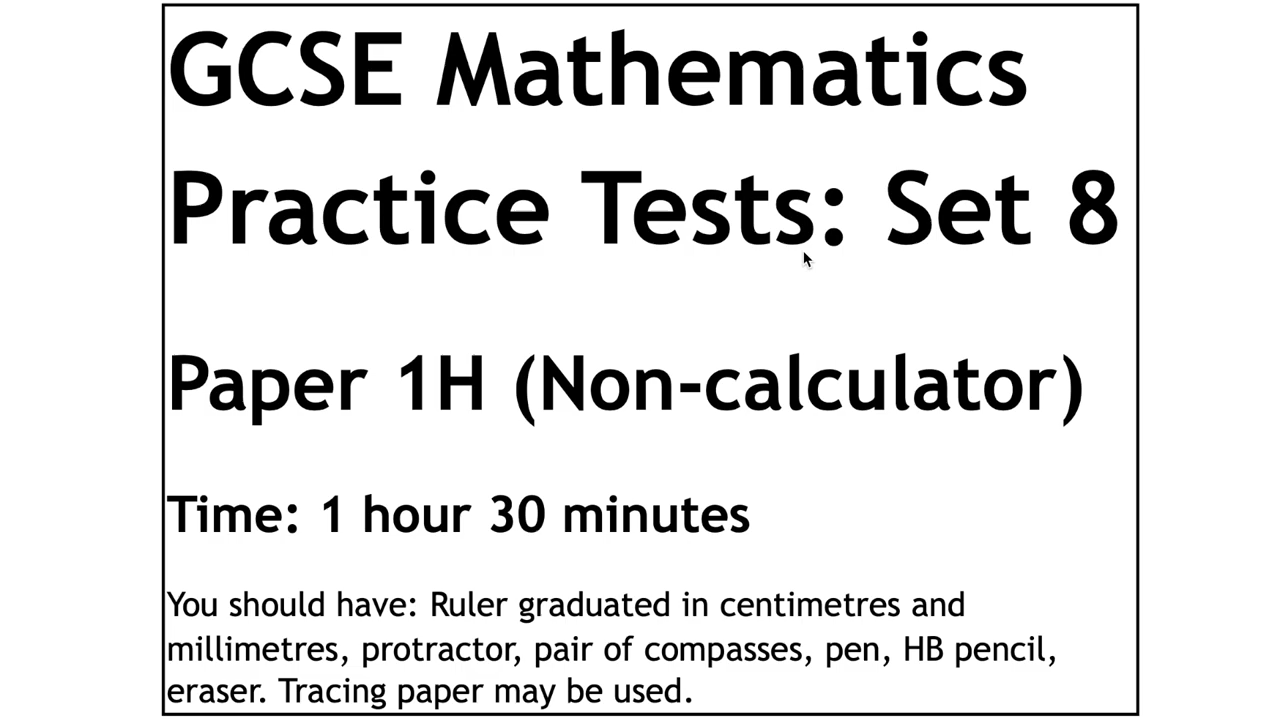 GCSE Mathematics
Practice Tests: Set 8
Paper 1H (Non-calculator)
Time: 1 hour 30 minutes
You should have: Ruler graduated in centimetres and
millimetres, protractor, pair of compasses, pen, HB pencil,
eraser. Tracing paper may be used.